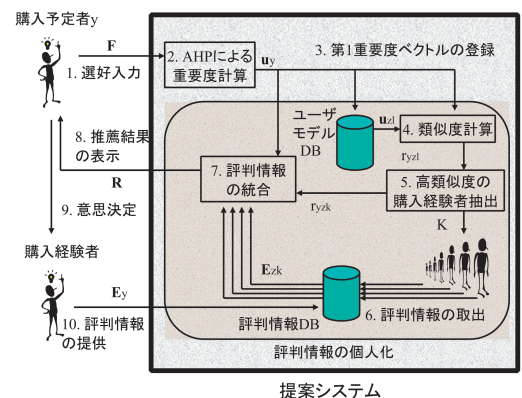 購入予定者y
F
1. 選好入力
2. AHPによる
重要度計算
uy
3. 第1重要度ベクトルの登録
ユーザ
モデル
DB
uzl
4. 類似度計算
ryzl
8. 推薦結果
の表示
R
7. 評判情報
の統合
ryzk
5. 高類似度の
購入経験者抽出
K
9. 意思決定
購入経験者
Ezk
Ey
10. 評判情報
の提供
評判情報DB
6. 評判情報の取出
評判情報の個人化
提案システム